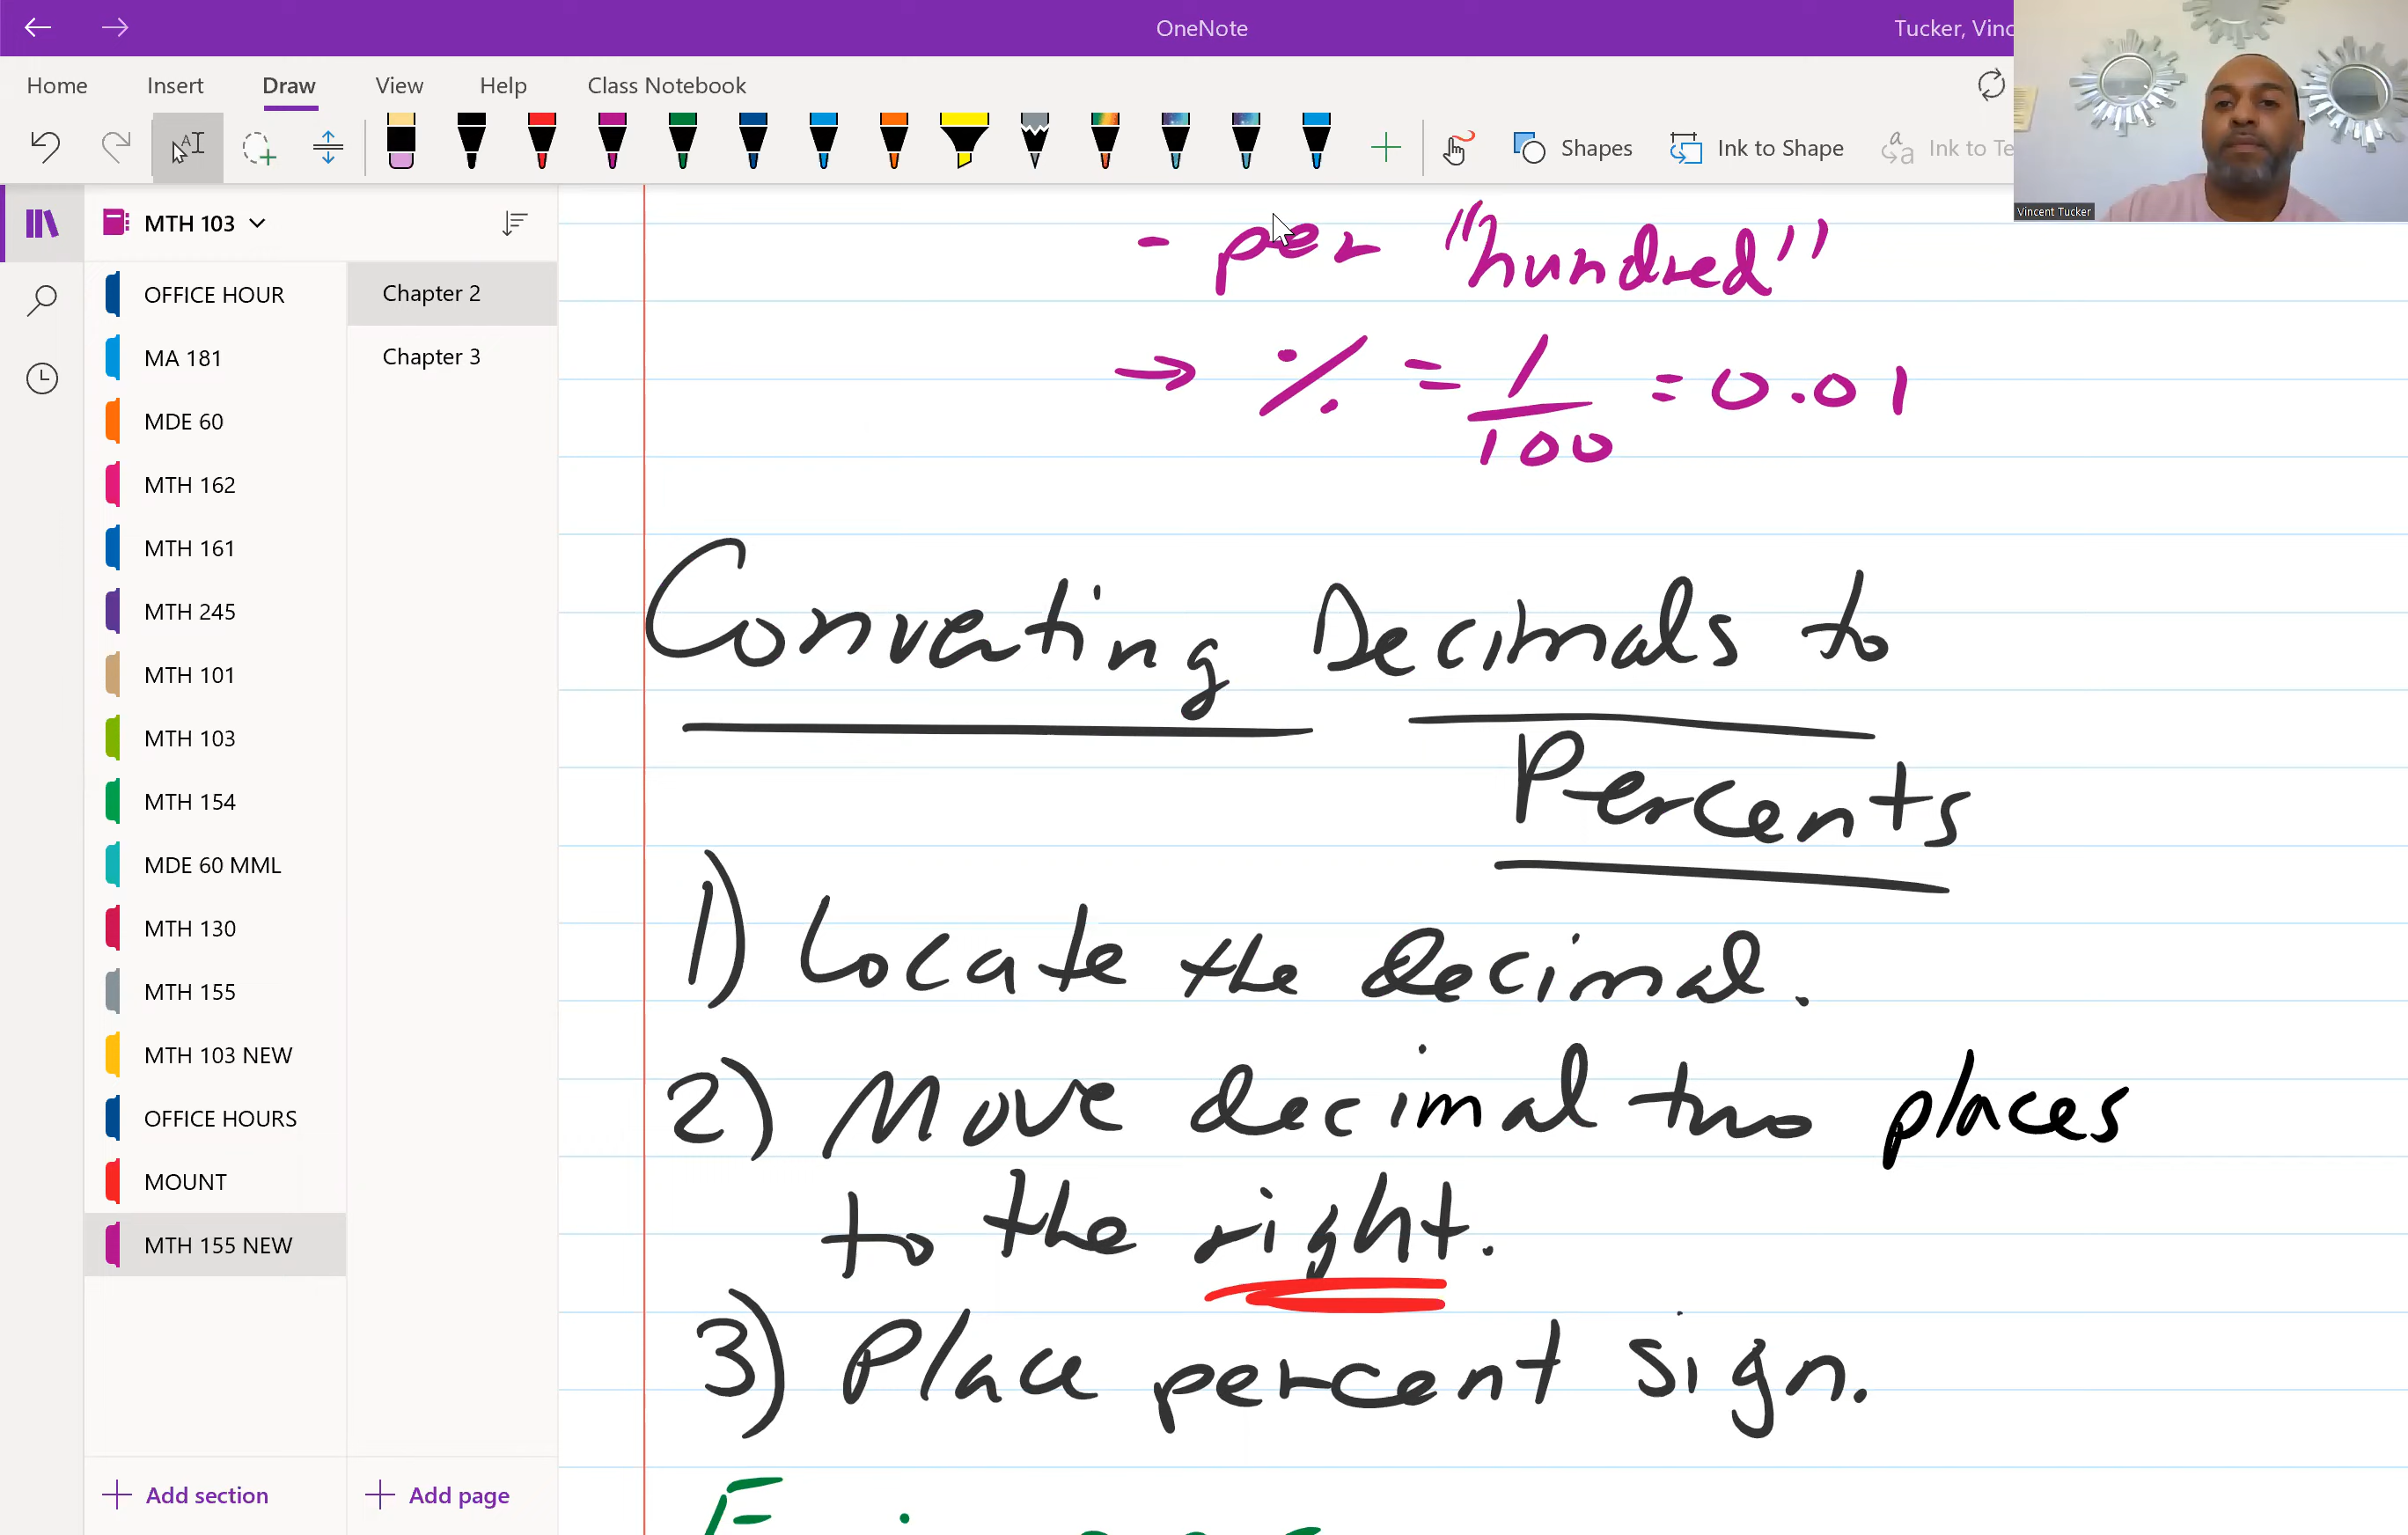 OneNote
Tucker, Vinc
Home Insert Draw View Help Class Notebook
Shapes Ink to Shape Ink to Te
Vincent Tucker
MTH 103
OFFICE HOUR
MA 181
MDE 60
MTH 162
MTH 161
MTH 245
MTH 101
MTH 103
MTH 154
MDE 60 MML
MTH 130
MTH 155
MTH 103 NEW
OFFICE HOURS
MOUNT
MTH 155 NEW
+ Add section
Chapter 2
Chapter 3
+ Add page
- per "hundred"
→ % = 1/100 = 0.01
Converting Decimals to
Percents
1) Locate the decimal.
2) Move decimal two places
to the right.
3) Place percent sign.